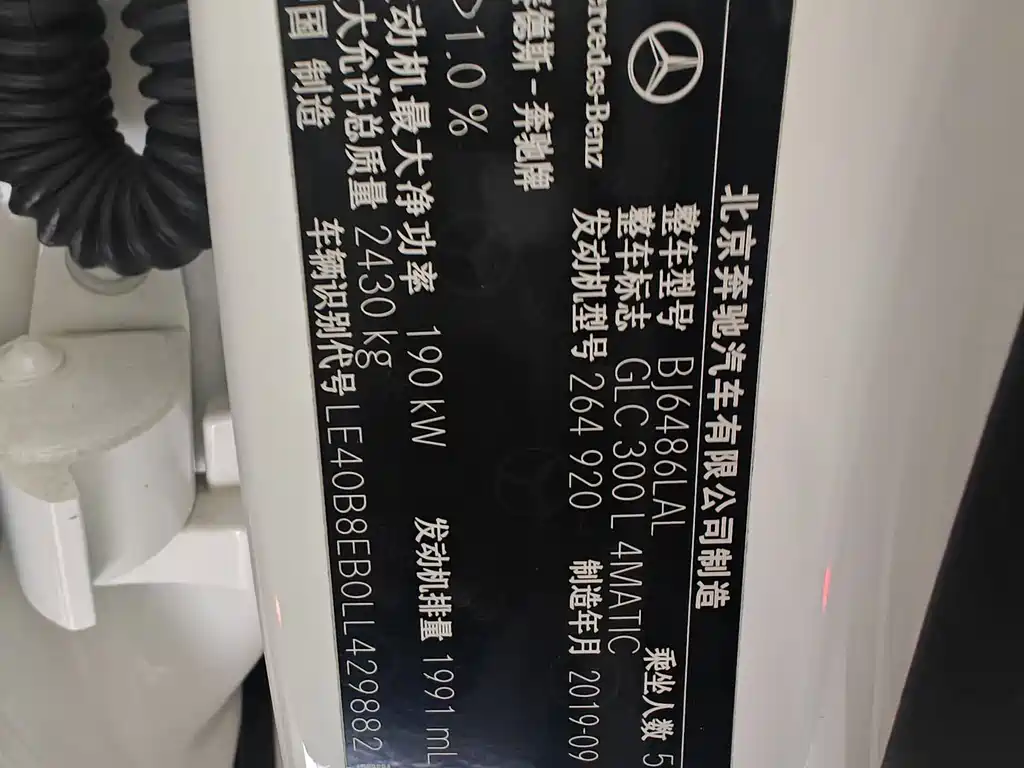 北京奔驰汽车有限公司制造
整车型号 BJ6486LAL 乘坐人数 5
整车标志 GLC 300 L 4MATIC
ercedes-Benz
发动机型号 264 920 制造年月 2019-09
德斯-奔驰牌
>1.0 %
动机最大净功率 190 kW 发动机排量 1991 mL
大允许总质量 2430 kg
国 制造 车辆识别代号 LE40B8EB0LL429882